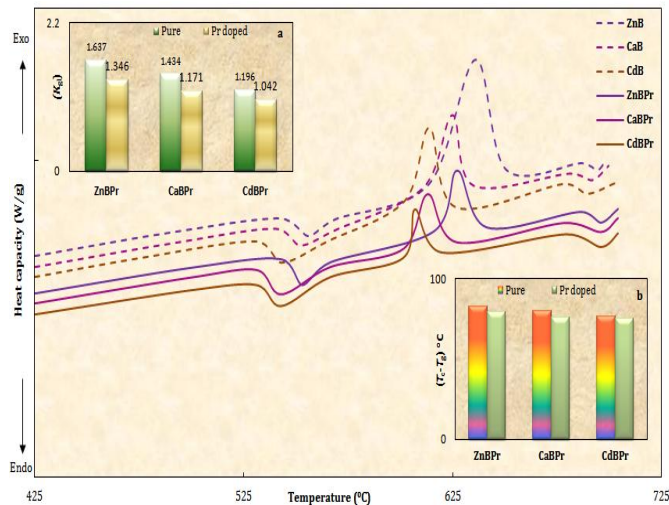 Exo
Heat capacity (W/g)
Endo
425
525
625
725
Temperature (⁰C)
2.2
0
(Kgl)
Pure
Pr doped
a
1.637
1.346
1.434
1.171
1.196
1.042
ZnBPr
CaBPr
CdBPr
ZnB
CaB
CdB
ZnBPr
CaBPr
CdBPr
100
0
(Tc-Tg) °C
Pure
Pr doped
b
ZnBPr
CaBPr
CdBPr